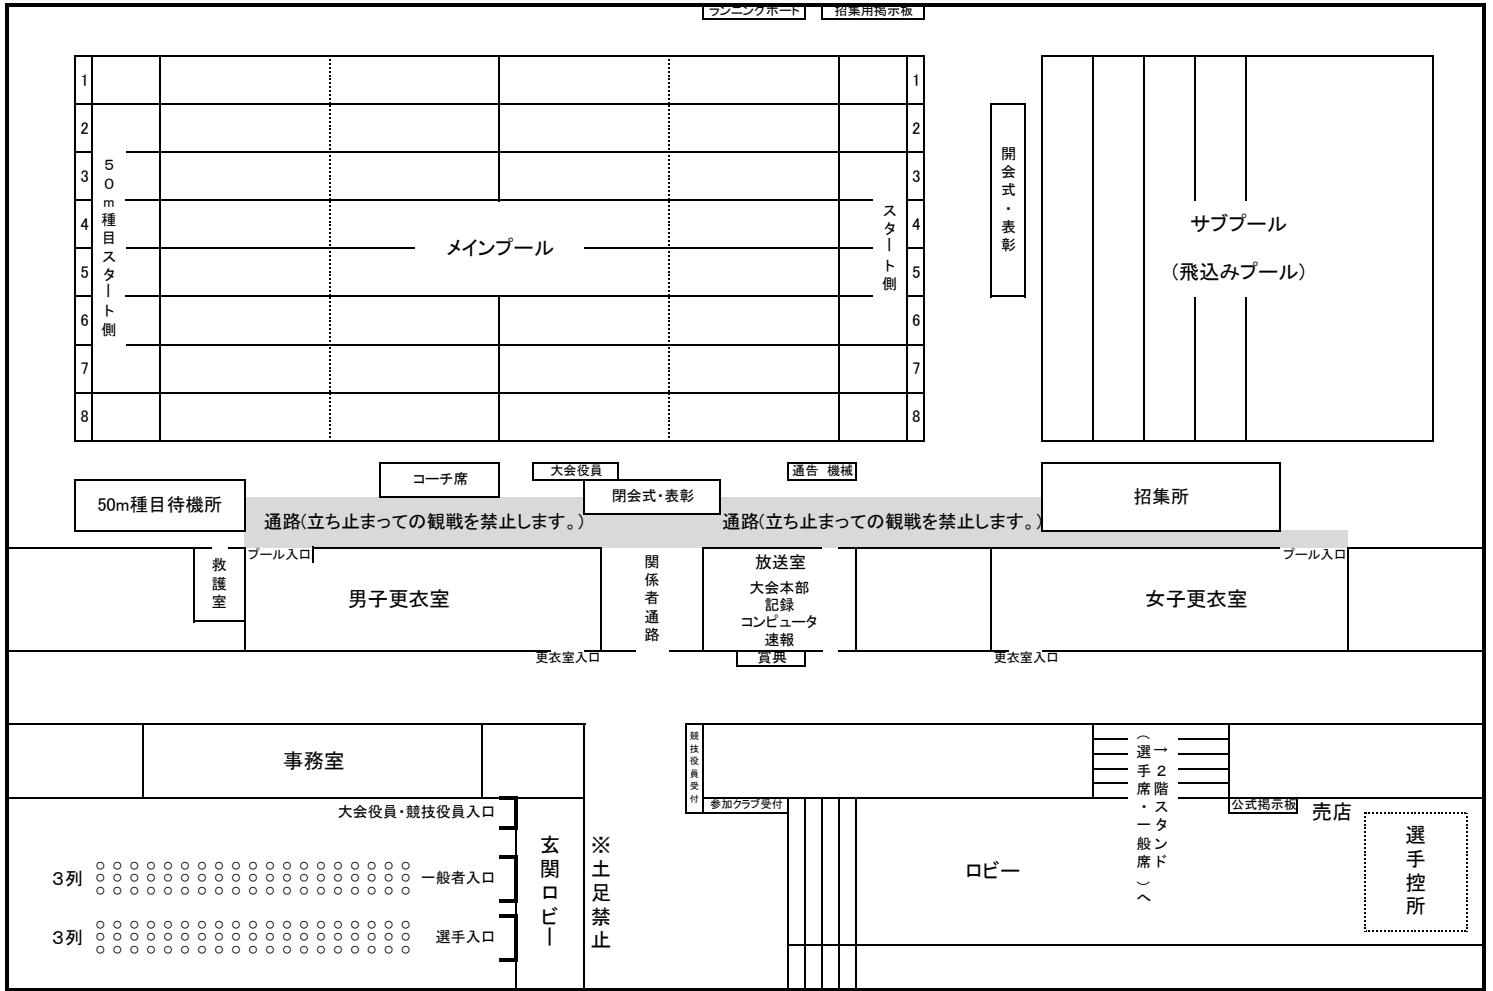 ランニングボート
招集用掲示板
1
2
3
4
5
6
7
8
50m種目スタート側
メインプール
スタート側
1
2
3
4
5
6
7
8
開会式・表彰
サブプール
（飛込みプール）
コーチ席
大会役員
通告 機械
50m種目待機所
閉会式・表彰
招集所
通路(立ち止まっての観戦を禁止します。)
通路(立ち止まっての観戦を禁止します。)
救護室
プール入口
男子更衣室
関係者通路
放送室
大会本部
記録
コンピュータ
速報
賞典
プール入口
女子更衣室
更衣室入口
更衣室入口
事務室
競技役員受付
参加クラブ受付
→2階スタンド
（選手席・一般席）へ
公式掲示板
売店
選手控所
大会役員・競技役員入口
玄関ロビー
※土足禁止
ロビー
3列
○○○○○○○○○○○○○○○○○○○
○○○○○○○○○○○○○○○○○○○
○○○○○○○○○○○○○○○○○○○
一般者入口
3列
○○○○○○○○○○○○○○○○○○○
○○○○○○○○○○○○○○○○○○○
○○○○○○○○○○○○○○○○○○○
選手入口